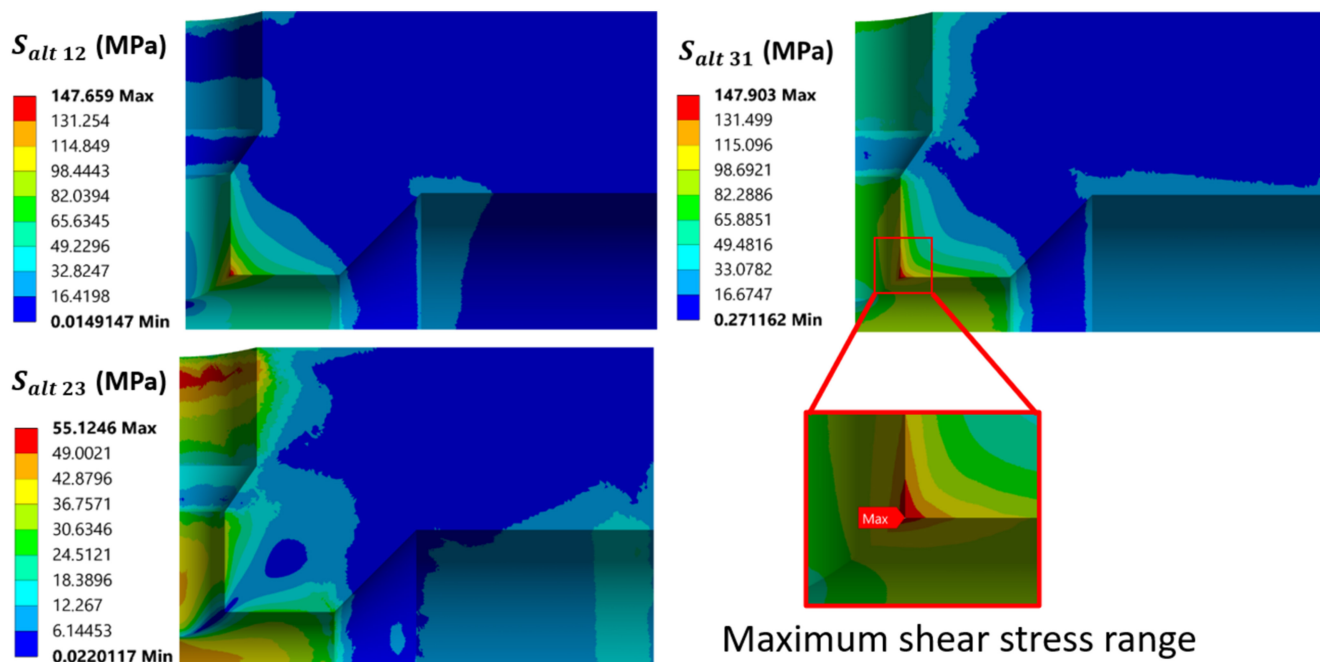 S_alt 12 (MPa)
147.659 Max
131.254
114.849
98.4443
82.0394
65.6345
49.2296
32.8247
16.4198
0.0149147 Min
S_alt 31 (MPa)
147.903 Max
131.499
115.096
98.6921
82.2886
65.8851
49.4816
33.0782
16.6747
0.271162 Min
S_alt 23 (MPa)
55.1246 Max
49.0021
42.8796
36.7571
30.6346
24.5121
18.3896
12.267
6.14453
0.0220117 Min
Max
Maximum shear stress range